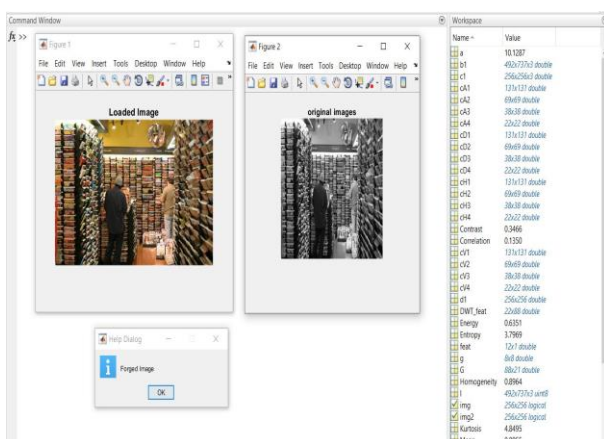 Command Window
fx >>
Figure 1
File Edit View Insert Tools Desktop Window Help
Loaded Image
Figure 2
File Edit View Insert Tools Desktop Window Help
original images
Help Dialog
Forged Image
OK
Workspace
Name Value
a 10.1287
b1 492x737x3 double
c1 256x256x3 double
cA1 131x131 double
cA2 69x69 double
cA3 38x38 double
cA4 22x22 double
cD1 131x131 double
cD2 69x69 double
cD3 38x38 double
cD4 22x22 double
cH1 131x131 double
cH2 69x69 double
cH3 38x38 double
cH4 22x22 double
Contrast 0.3466
Correlation 0.1350
cV1 131x131 double
cV2 69x69 double
cV3 38x38 double
cV4 22x22 double
d1 256x256 double
DWT_feat 22x88 double
Energy 0.6351
Entropy 3.7969
feat 12x1 double
g 8x8 double
G 88x21 double
Homogeneity 0.8964
I 492x737x3 uint8
img 256x256 logical
img2 256x256 logical
Kurtosis 4.8495